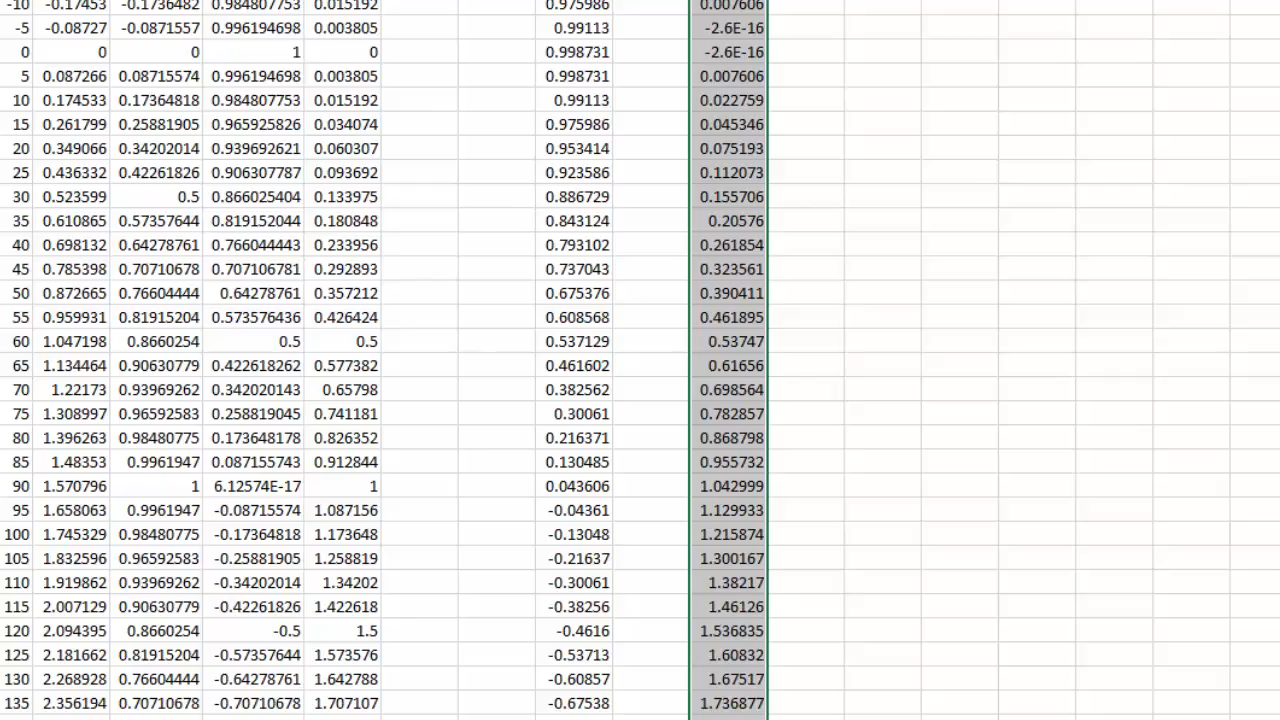 -10 -0.17453 -0.1736482 0.984807753 0.015192 0.975986 0.007606
-5 -0.08727 -0.0871557 0.996194698 0.003805 0.99113 -2.6E-16
0 0 0 1 0 0.998731 -2.6E-16
5 0.087266 0.08715574 0.996194698 0.003805 0.998731 0.007606
10 0.174533 0.17364818 0.984807753 0.015192 0.99113 0.022759
15 0.261799 0.25881905 0.965925826 0.034074 0.975986 0.045346
20 0.349066 0.34202014 0.939692621 0.060307 0.953414 0.075193
25 0.436332 0.42261826 0.906307787 0.093692 0.923586 0.112073
30 0.523599 0.5 0.866025404 0.133975 0.886729 0.155706
35 0.610865 0.57357644 0.819152044 0.180848 0.843124 0.20576
40 0.698132 0.64278761 0.766044443 0.233956 0.793102 0.261854
45 0.785398 0.70710678 0.707106781 0.292893 0.737043 0.323561
50 0.872665 0.76604444 0.64278761 0.357212 0.675376 0.390411
55 0.959931 0.81915204 0.573576436 0.426424 0.608568 0.461895
60 1.047198 0.8660254 0.5 0.5 0.537129 0.53747
65 1.134464 0.90630779 0.422618262 0.577382 0.461602 0.61656
70 1.22173 0.93969262 0.342020143 0.65798 0.382562 0.698564
75 1.308997 0.96592583 0.258819045 0.741181 0.30061 0.782857
80 1.396263 0.98480775 0.173648178 0.826352 0.216371 0.868798
85 1.48353 0.9961947 0.087155743 0.912844 0.130485 0.955732
90 1.570796 1 6.12574E-17 1 0.043606 1.042999
95 1.658063 0.9961947 -0.08715574 1.087156 -0.04361 1.129933
100 1.745329 0.98480775 -0.17364818 1.173648 -0.13048 1.215874
105 1.832596 0.96592583 -0.25881905 1.258819 -0.21637 1.300167
110 1.919862 0.93969262 -0.34202014 1.34202 -0.30061 1.38217
115 2.007129 0.90630779 -0.42261826 1.422618 -0.38256 1.46126
120 2.094395 0.8660254 -0.5 1.5 -0.4616 1.536835
125 2.181662 0.81915204 -0.57357644 1.573576 -0.53713 1.60832
130 2.268928 0.76604444 -0.64278761 1.642788 -0.60857 1.67517
135 2.356194 0.70710678 -0.70710678 1.707107 -0.67538 1.736877